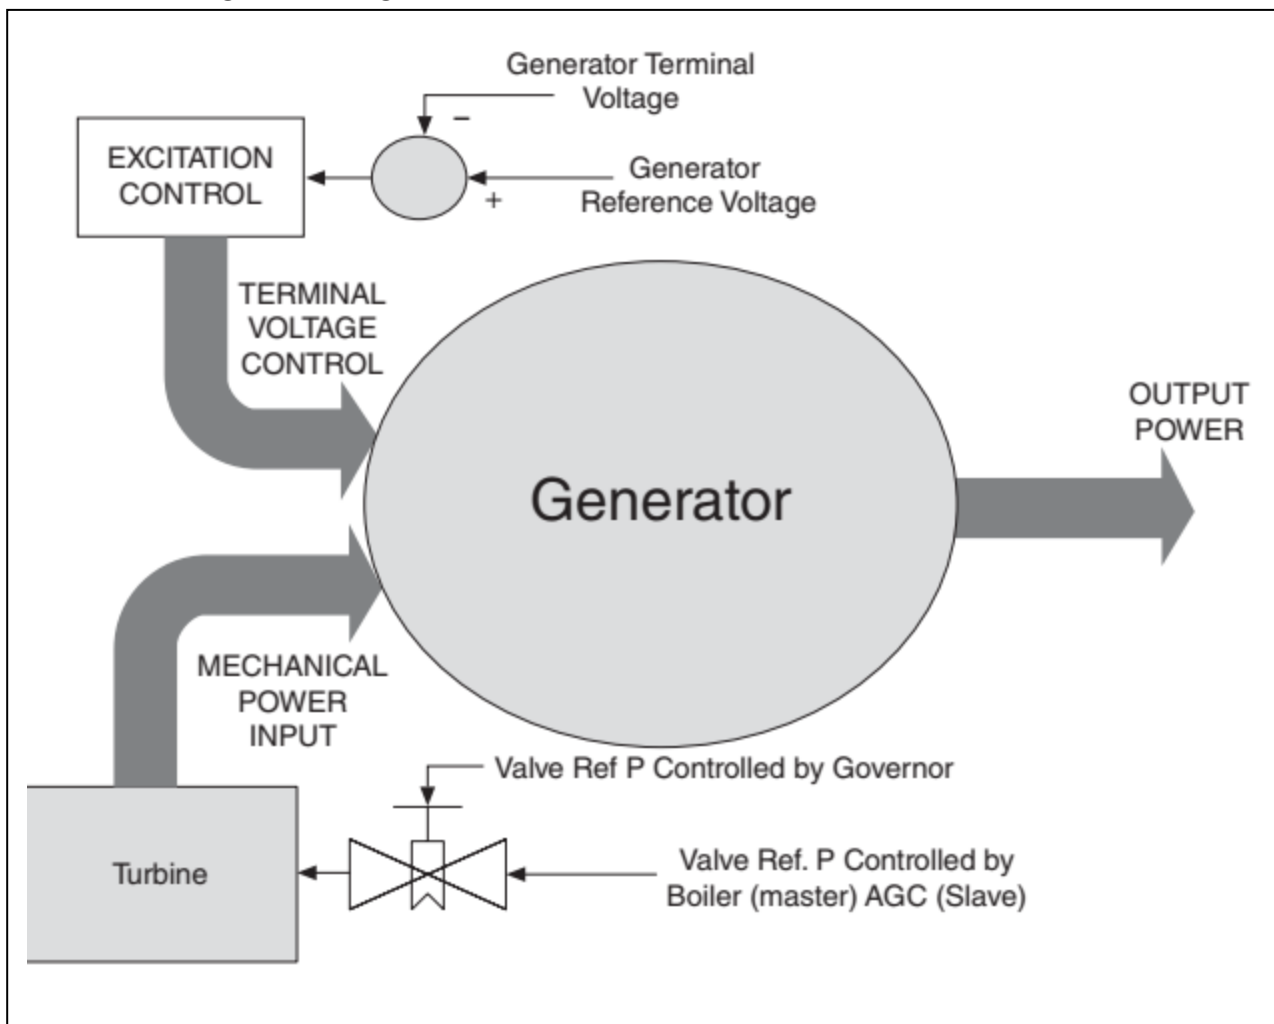 Generator Terminal
Voltage
−
EXCITATION
CONTROL
Generator
Reference Voltage
+
TERMINAL
VOLTAGE
CONTROL
OUTPUT
POWER
Generator
MECHANICAL
POWER
INPUT
Valve Ref P Controlled by Governor
Turbine
Valve Ref. P Controlled by
Boiler (master) AGC (Slave)